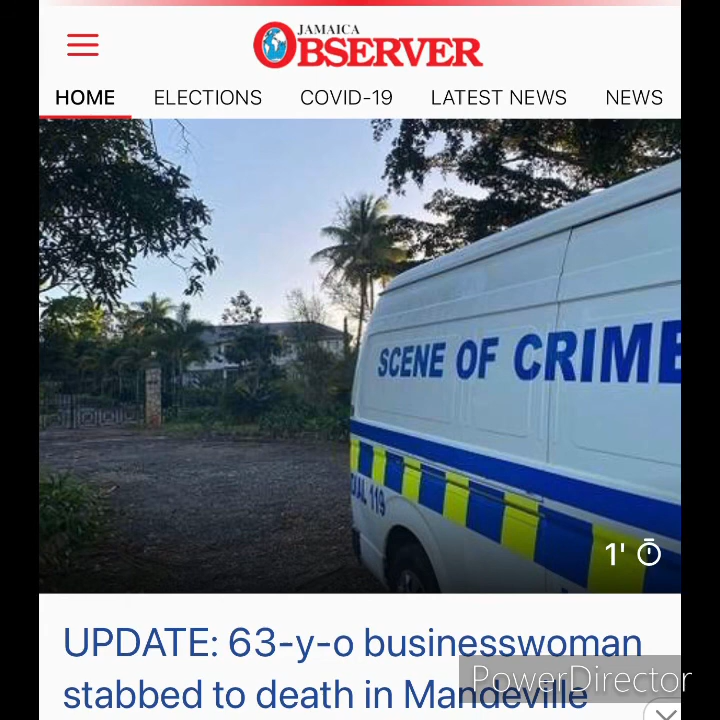 JAMAICA
OBSERVER
HOME ELECTIONS COVID-19 LATEST NEWS NEWS
SCENE OF CRIME
DIAL 119
1'
UPDATE: 63-y-o businesswoman
stabbed to death in Mandeville
PowerDirector